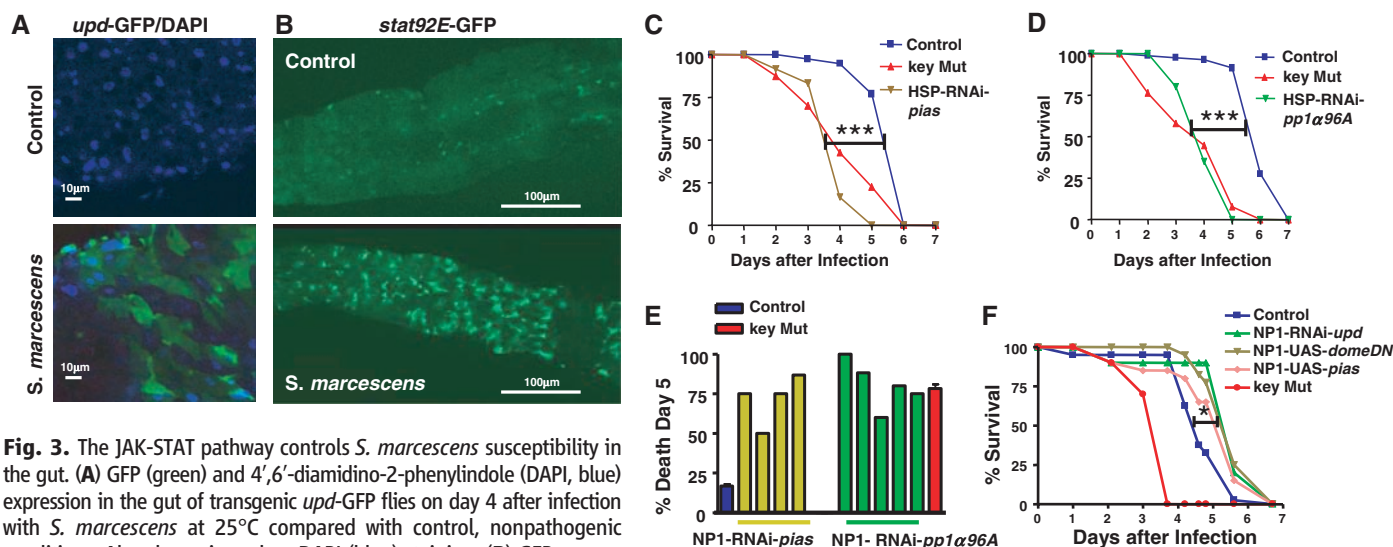 A
upd-GFP/DAPI
Control
10μm
S. marcescens
10μm
B
stat92E-GFP
Control
100μm
S. marcescens
100μm
C
% Survival
100
75
50
25
0
0 1 2 3 4 5 6 7
Days after Infection
Control
key Mut
HSP-RNAi-
pias
***
D
% Survival
100
75
50
25
0
0 1 2 3 4 5 6 7
Days after Infection
Control
key Mut
HSP-RNAi-
pp1α96A
***
E
Control
key Mut
% Death Day 5
100
75
50
25
0
NP1-RNAi-pias
NP1- RNAi-pp1α96A
F
% Survival
100
75
50
25
0
0 1 2 3 4 5 6 7
Days after Infection
Control
NP1-RNAi-upd
NP1-UAS-domeDN
NP1-UAS-pias
key Mut
*
Fig. 3. The JAK-STAT pathway controls S. marcescens susceptibility in
the gut. (A) GFP (green) and 4′,6′-diamidino-2-phenylindole (DAPI, blue)
expression in the gut of transgenic upd-GFP flies on day 4 after infection
with S. marcescens at 25°C compared with control, nonpathogenic